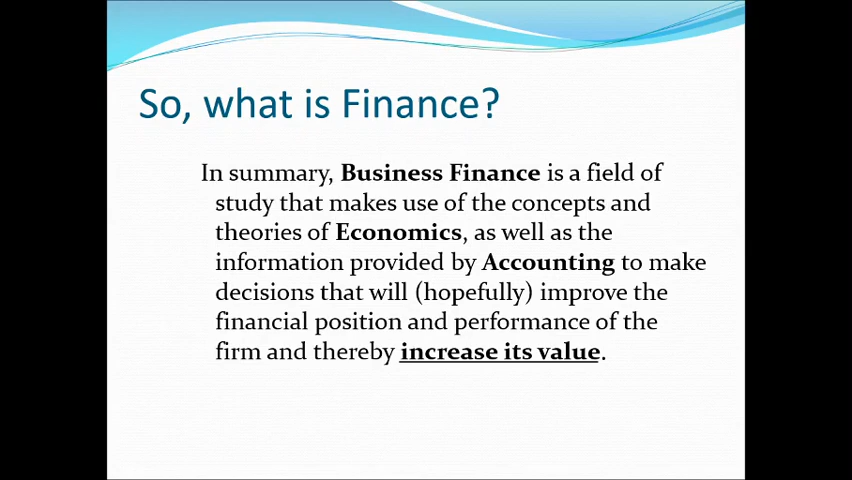 So, what is Finance?
In summary, Business Finance is a field of
study that makes use of the concepts and
theories of Economics, as well as the
information provided by Accounting to make
decisions that will (hopefully) improve the
financial position and performance of the
firm and thereby increase its value.